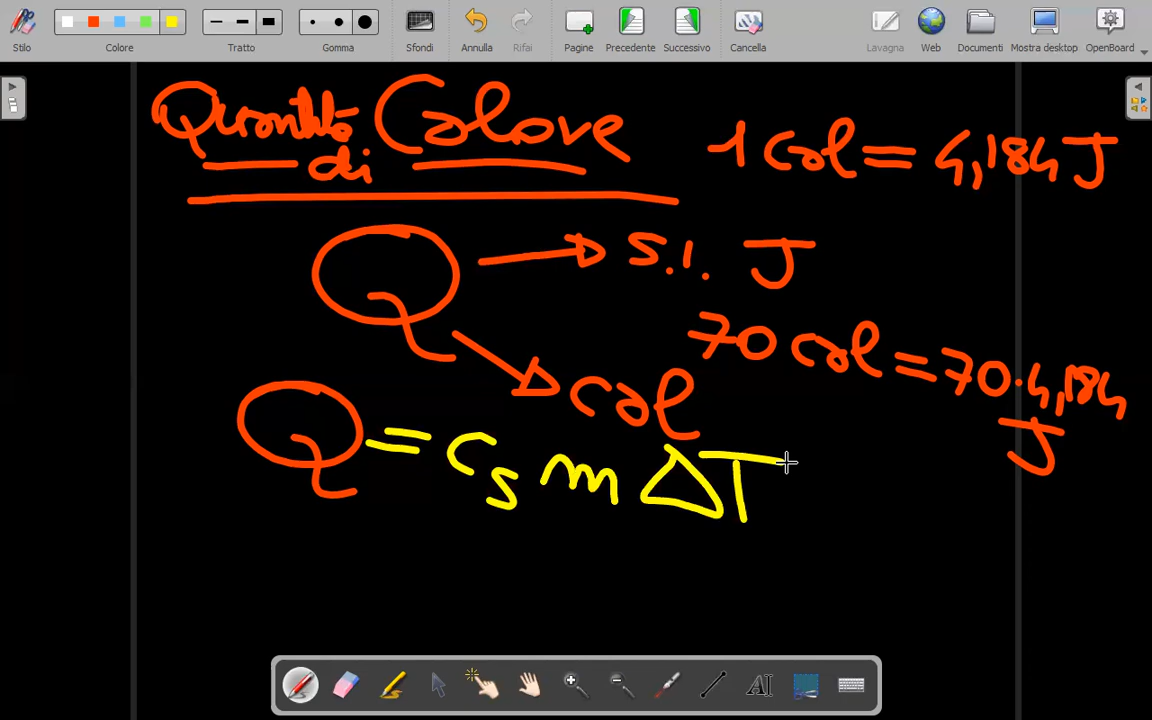 Stilo
Colore
Tratto
Gomma
Sfondi
Annulla
Rifai
Pagine
Precedente
Successivo
Cancella
Lavagna
Web
Documenti
Mostra desktop
OpenBoard
Quantità di Calore
1 cal = 4,184 J
Q → S.I. J
→ cal
70 cal = 70 · 4,184 J
Q = cs m ΔT